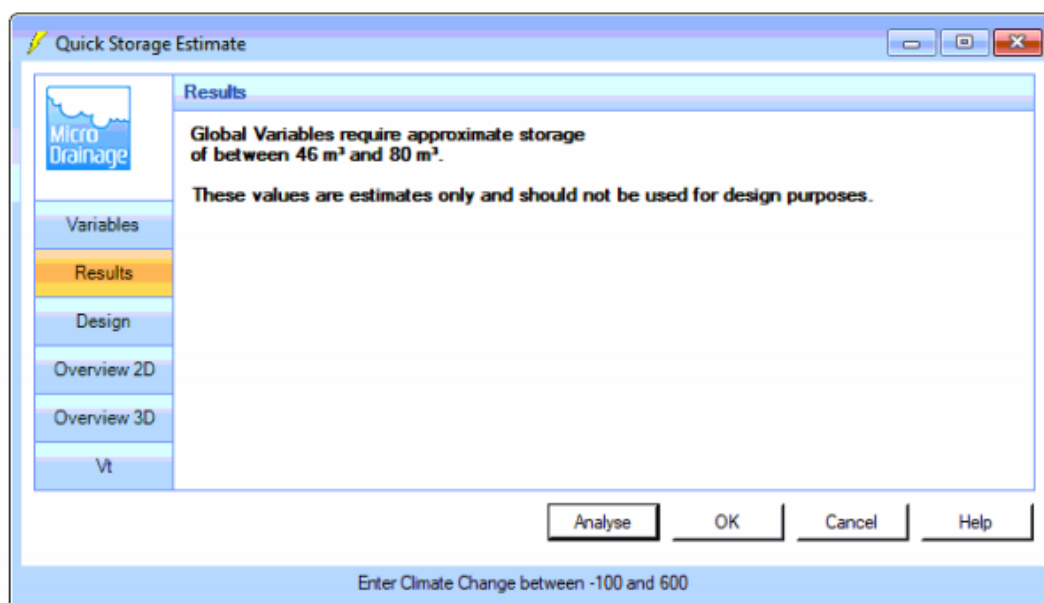 Quick Storage Estimate
Micro
Drainage
Results
Global Variables require approximate storage
of between 46 m³ and 80 m³.
These values are estimates only and should not be used for design purposes.
Variables
Results
Design
Overview 2D
Overview 3D
Vt
Analyse
OK
Cancel
Help
Enter Climate Change between -100 and 600